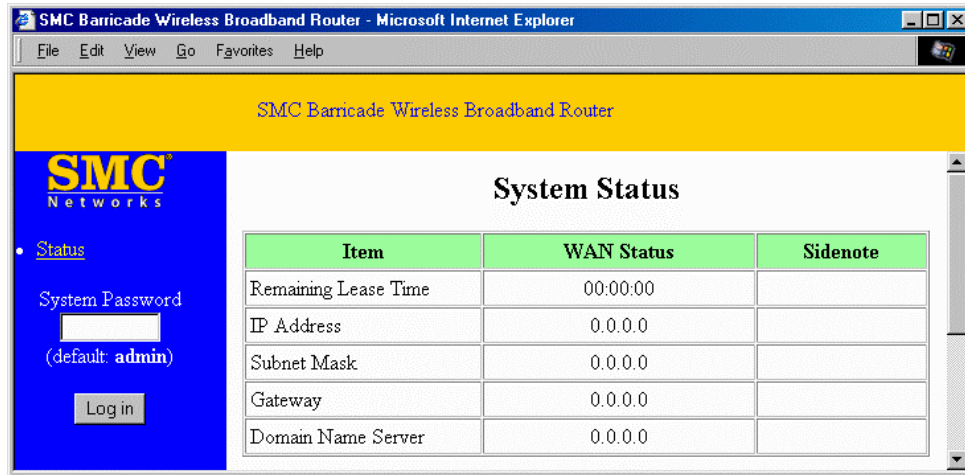 SMC Barricade Wireless Broadband Router - Microsoft Internet Explorer
File Edit View Go Favorites Help
SMC Barricade Wireless Broadband Router
SMC®
Networks
Status
System Password
(default: admin)
Log in
System Status
Item WAN Status Sidenote
Remaining Lease Time 00:00:00
IP Address 0.0.0.0
Subnet Mask 0.0.0.0
Gateway 0.0.0.0
Domain Name Server 0.0.0.0